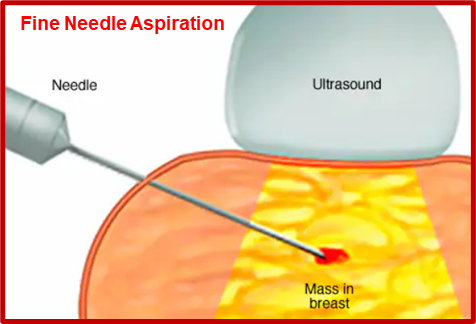 Fine Needle Aspiration
Needle
Ultrasound
Mass in
breast